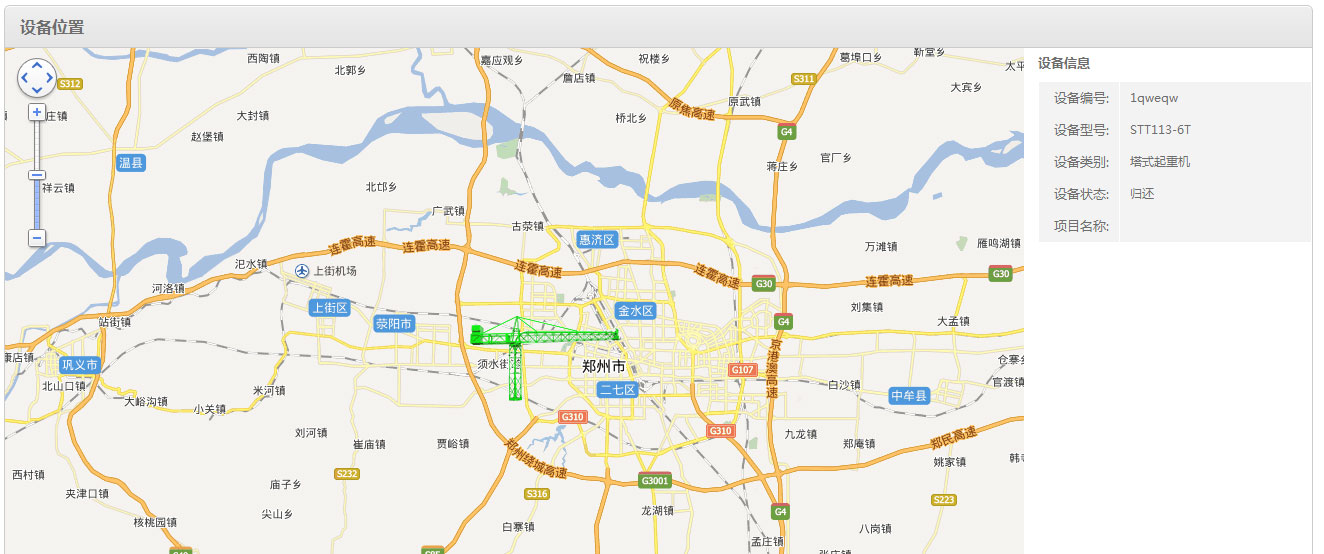 设备位置
西陶镇
嘉应观乡
祝楼乡
葛埠口乡
靳堂乡
北郭乡
詹店镇
太平
设备信息
S312
S311
大宾乡
原焦高速
原武镇
设备编号: 1qweqw
庄镇
大封镇
桥北乡
G4
设备型号: STT113-6T
赵堡镇
温县
蒋庄乡
官厂乡
设备类别: 塔式起重机
祥云镇
北邙乡
设备状态: 归还
广武镇
古荥镇
项目名称:
惠济区
连霍高速
连霍高速
万滩镇
雁鸣湖镇
汜水镇
上街机场
连霍高速
连霍高速
G30
连霍高速
G30
河洛镇
上街区
金水区
刘集镇
站街镇
荥阳市
G4
大孟镇
康店镇
巩义市
须水街
郑州市
G107
京港澳高速
仓寨乡
北山口镇
米河镇
二七区
白沙镇
官渡镇
大峪沟镇
小关镇
中牟县
G310
G310
刘河镇
崔庙镇
贾峪镇
九龙镇
郑庵镇
郑民高速
郑州绕城高速
西村镇
S232
G3001
姚家镇
韩寺
夹津口镇
庙子乡
S316
S223
核桃园镇
尖山乡
白寨镇
龙湖镇
G4
八岗镇
孟庄镇